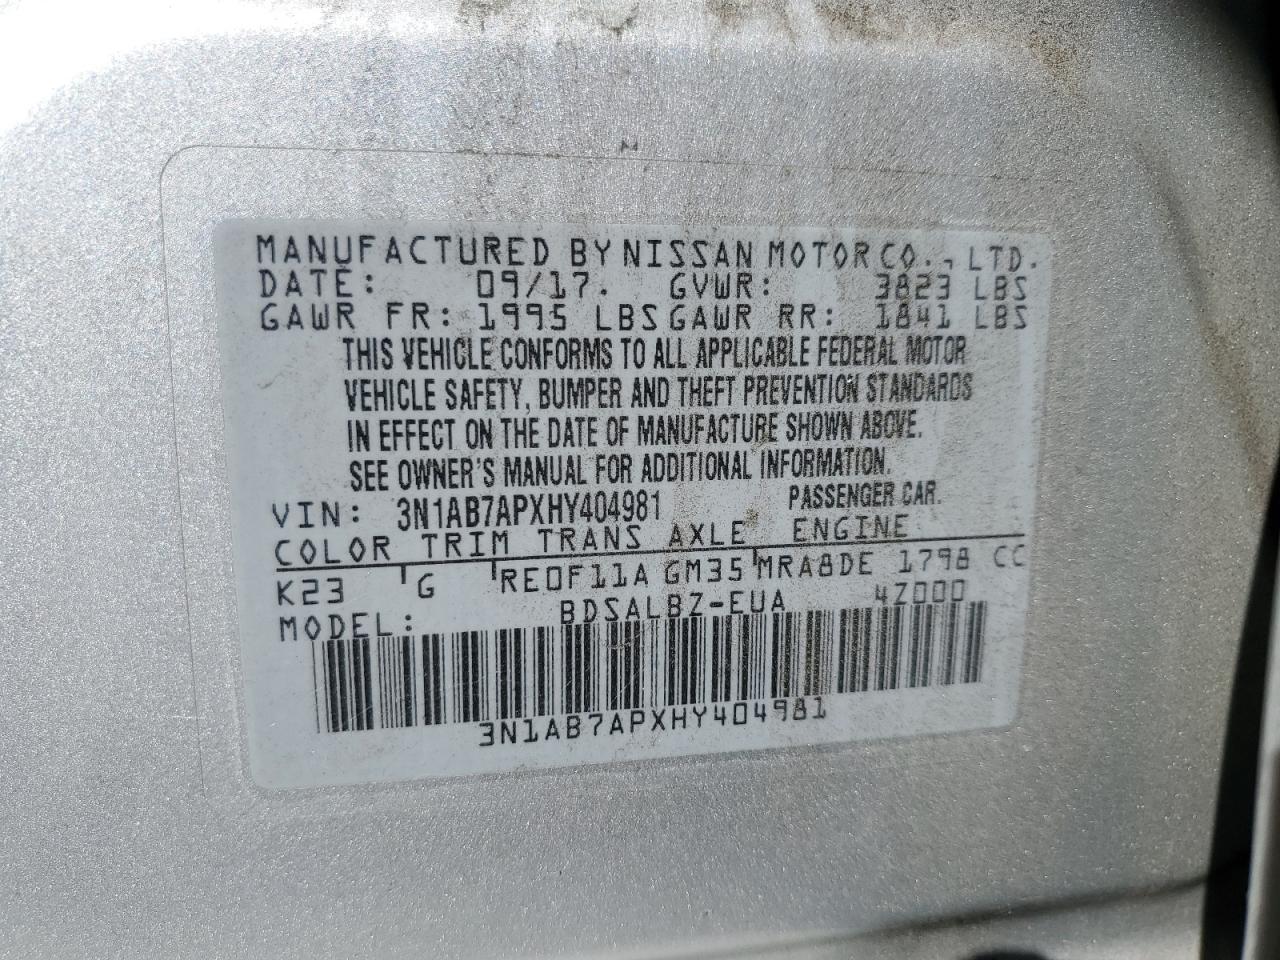 MANUFACTURED BY NISSAN MOTOR CO., LTD.
DATE: 09/17. GVWR: 3823 LBS
GAWR FR: 1995 LBS GAWR RR: 1841 LBS
THIS VEHICLE CONFORMS TO ALL APPLICABLE FEDERAL MOTOR
VEHICLE SAFETY, BUMPER AND THEFT PREVENTION STANDARDS
IN EFFECT ON THE DATE OF MANUFACTURE SHOWN ABOVE.
SEE OWNER'S MANUAL FOR ADDITIONAL INFORMATION.
VIN: 3N1AB7APXHY404981 PASSENGER CAR.
COLOR TRIM TRANS AXLE ENGINE
K23 G RE0F11A GM35 MRA8DE 1798 CC
MODEL: BDSALBZ-EUA 4Z000
3N1AB7APXHY404981